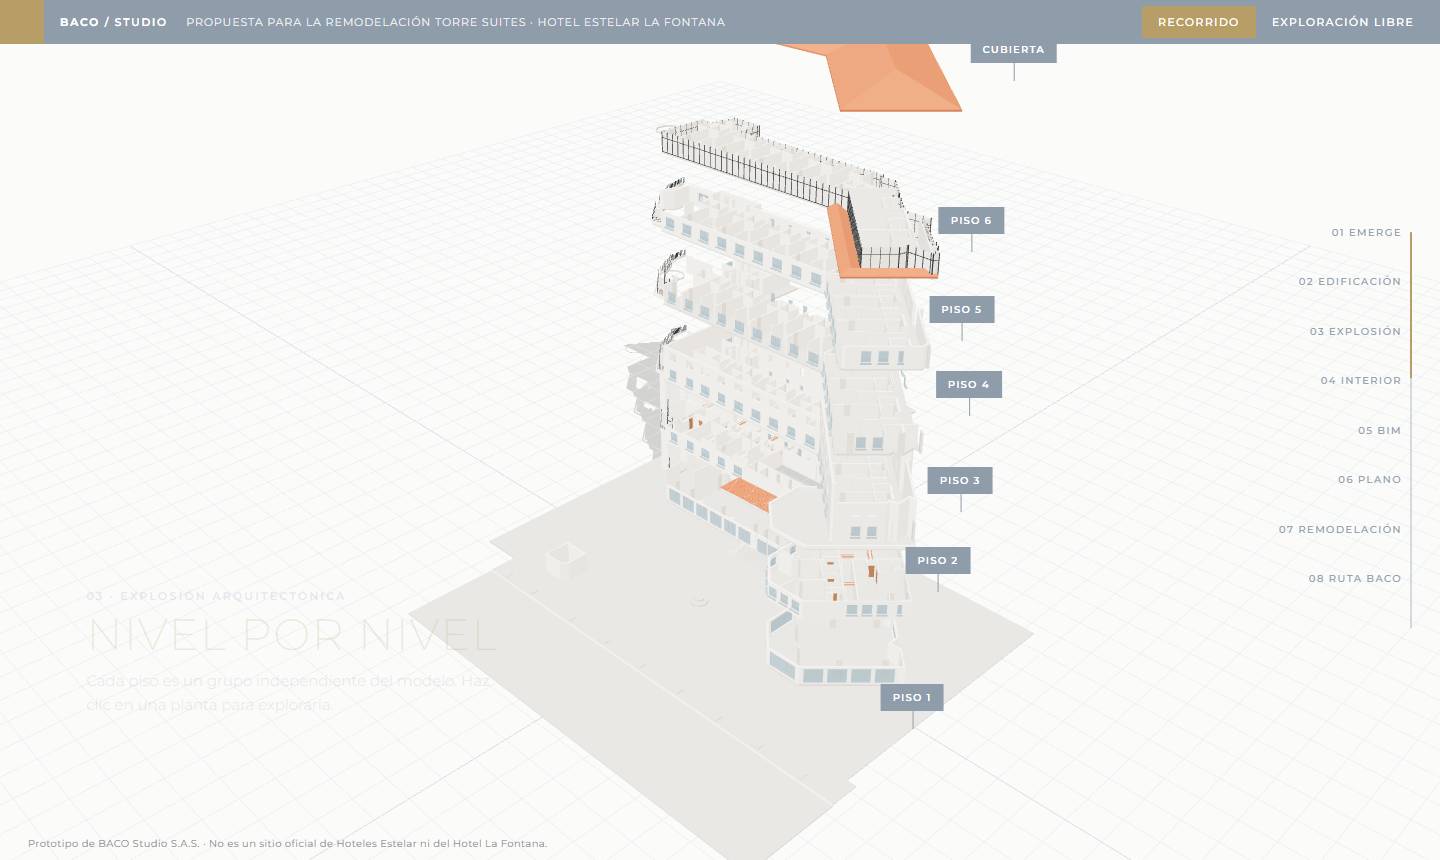 BACO / STUDIO PROPUESTA PARA LA REMODELACIÓN TORRE SUITES · HOTEL ESTELAR LA FONTANA RECORRIDO EXPLORACIÓN LIBRE
CUBIERTA
PISO 6
PISO 5
PISO 4
PISO 3
PISO 2
PISO 1
01 EMERGE
02 EDIFICACIÓN
03 EXPLOSIÓN
04 INTERIOR
05 BIM
06 PLANO
07 REMODELACIÓN
08 RUTA BACO
03 · EXPLOSIÓN ARQUITECTÓNICA
NIVEL POR NIVEL
Cada piso es un grupo independiente del modelo. Haz
clic en una planta para explorarla.
Prototipo de BACO Studio S.A.S. · No es un sitio oficial de Hoteles Estelar ni del Hotel La Fontana.